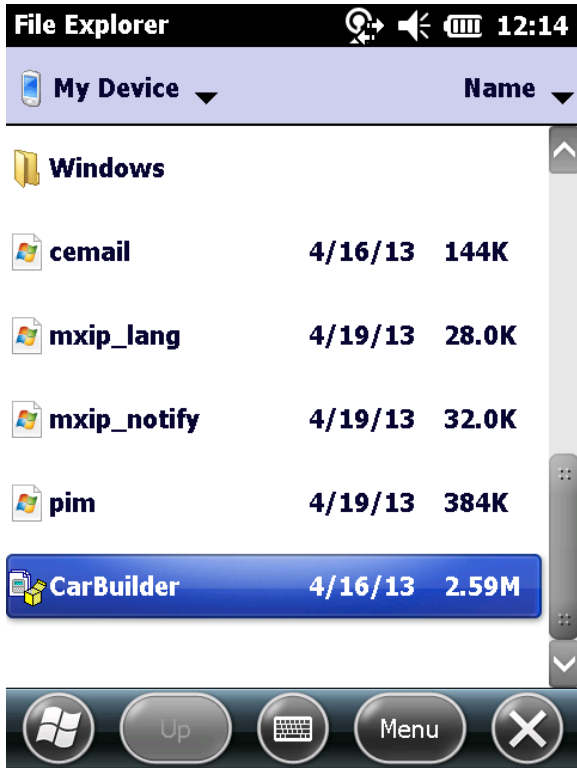 File Explorer 12:14
My Device Name
Windows
cemail 4/16/13 144K
mxip_lang 4/19/13 28.0K
mxip_notify 4/19/13 32.0K
pim 4/19/13 384K
CarBuilder 4/16/13 2.59M
Up Menu